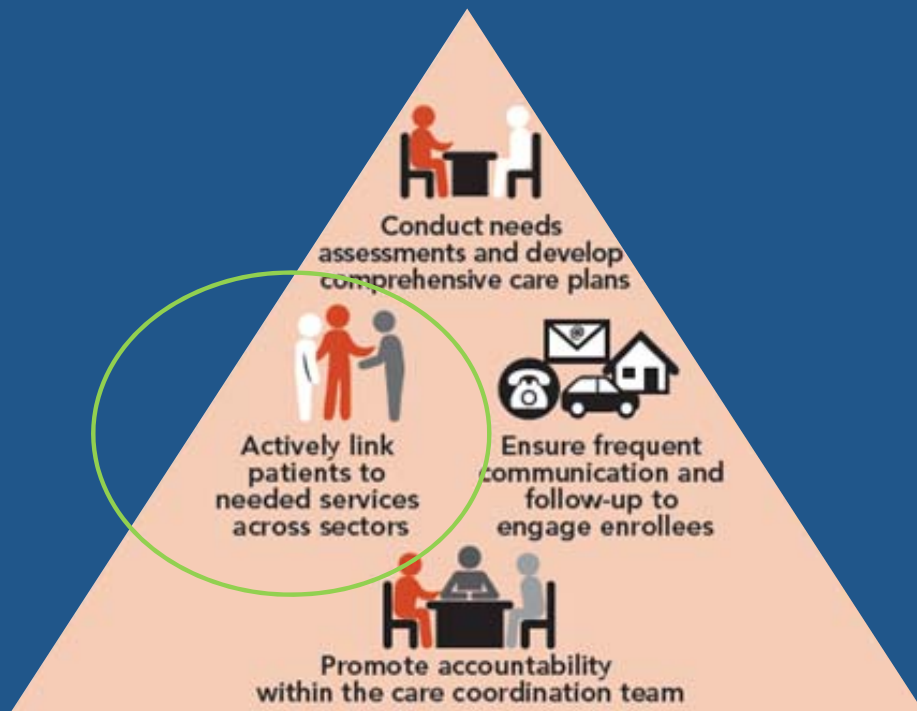 Conduct needs
assessments and develop
comprehensive care plans
@
Actively link
patients to
needed services
across sectors
Ensure frequent
communication and
follow-up to
engage enrollees
Promote accountability
within the care coordination team